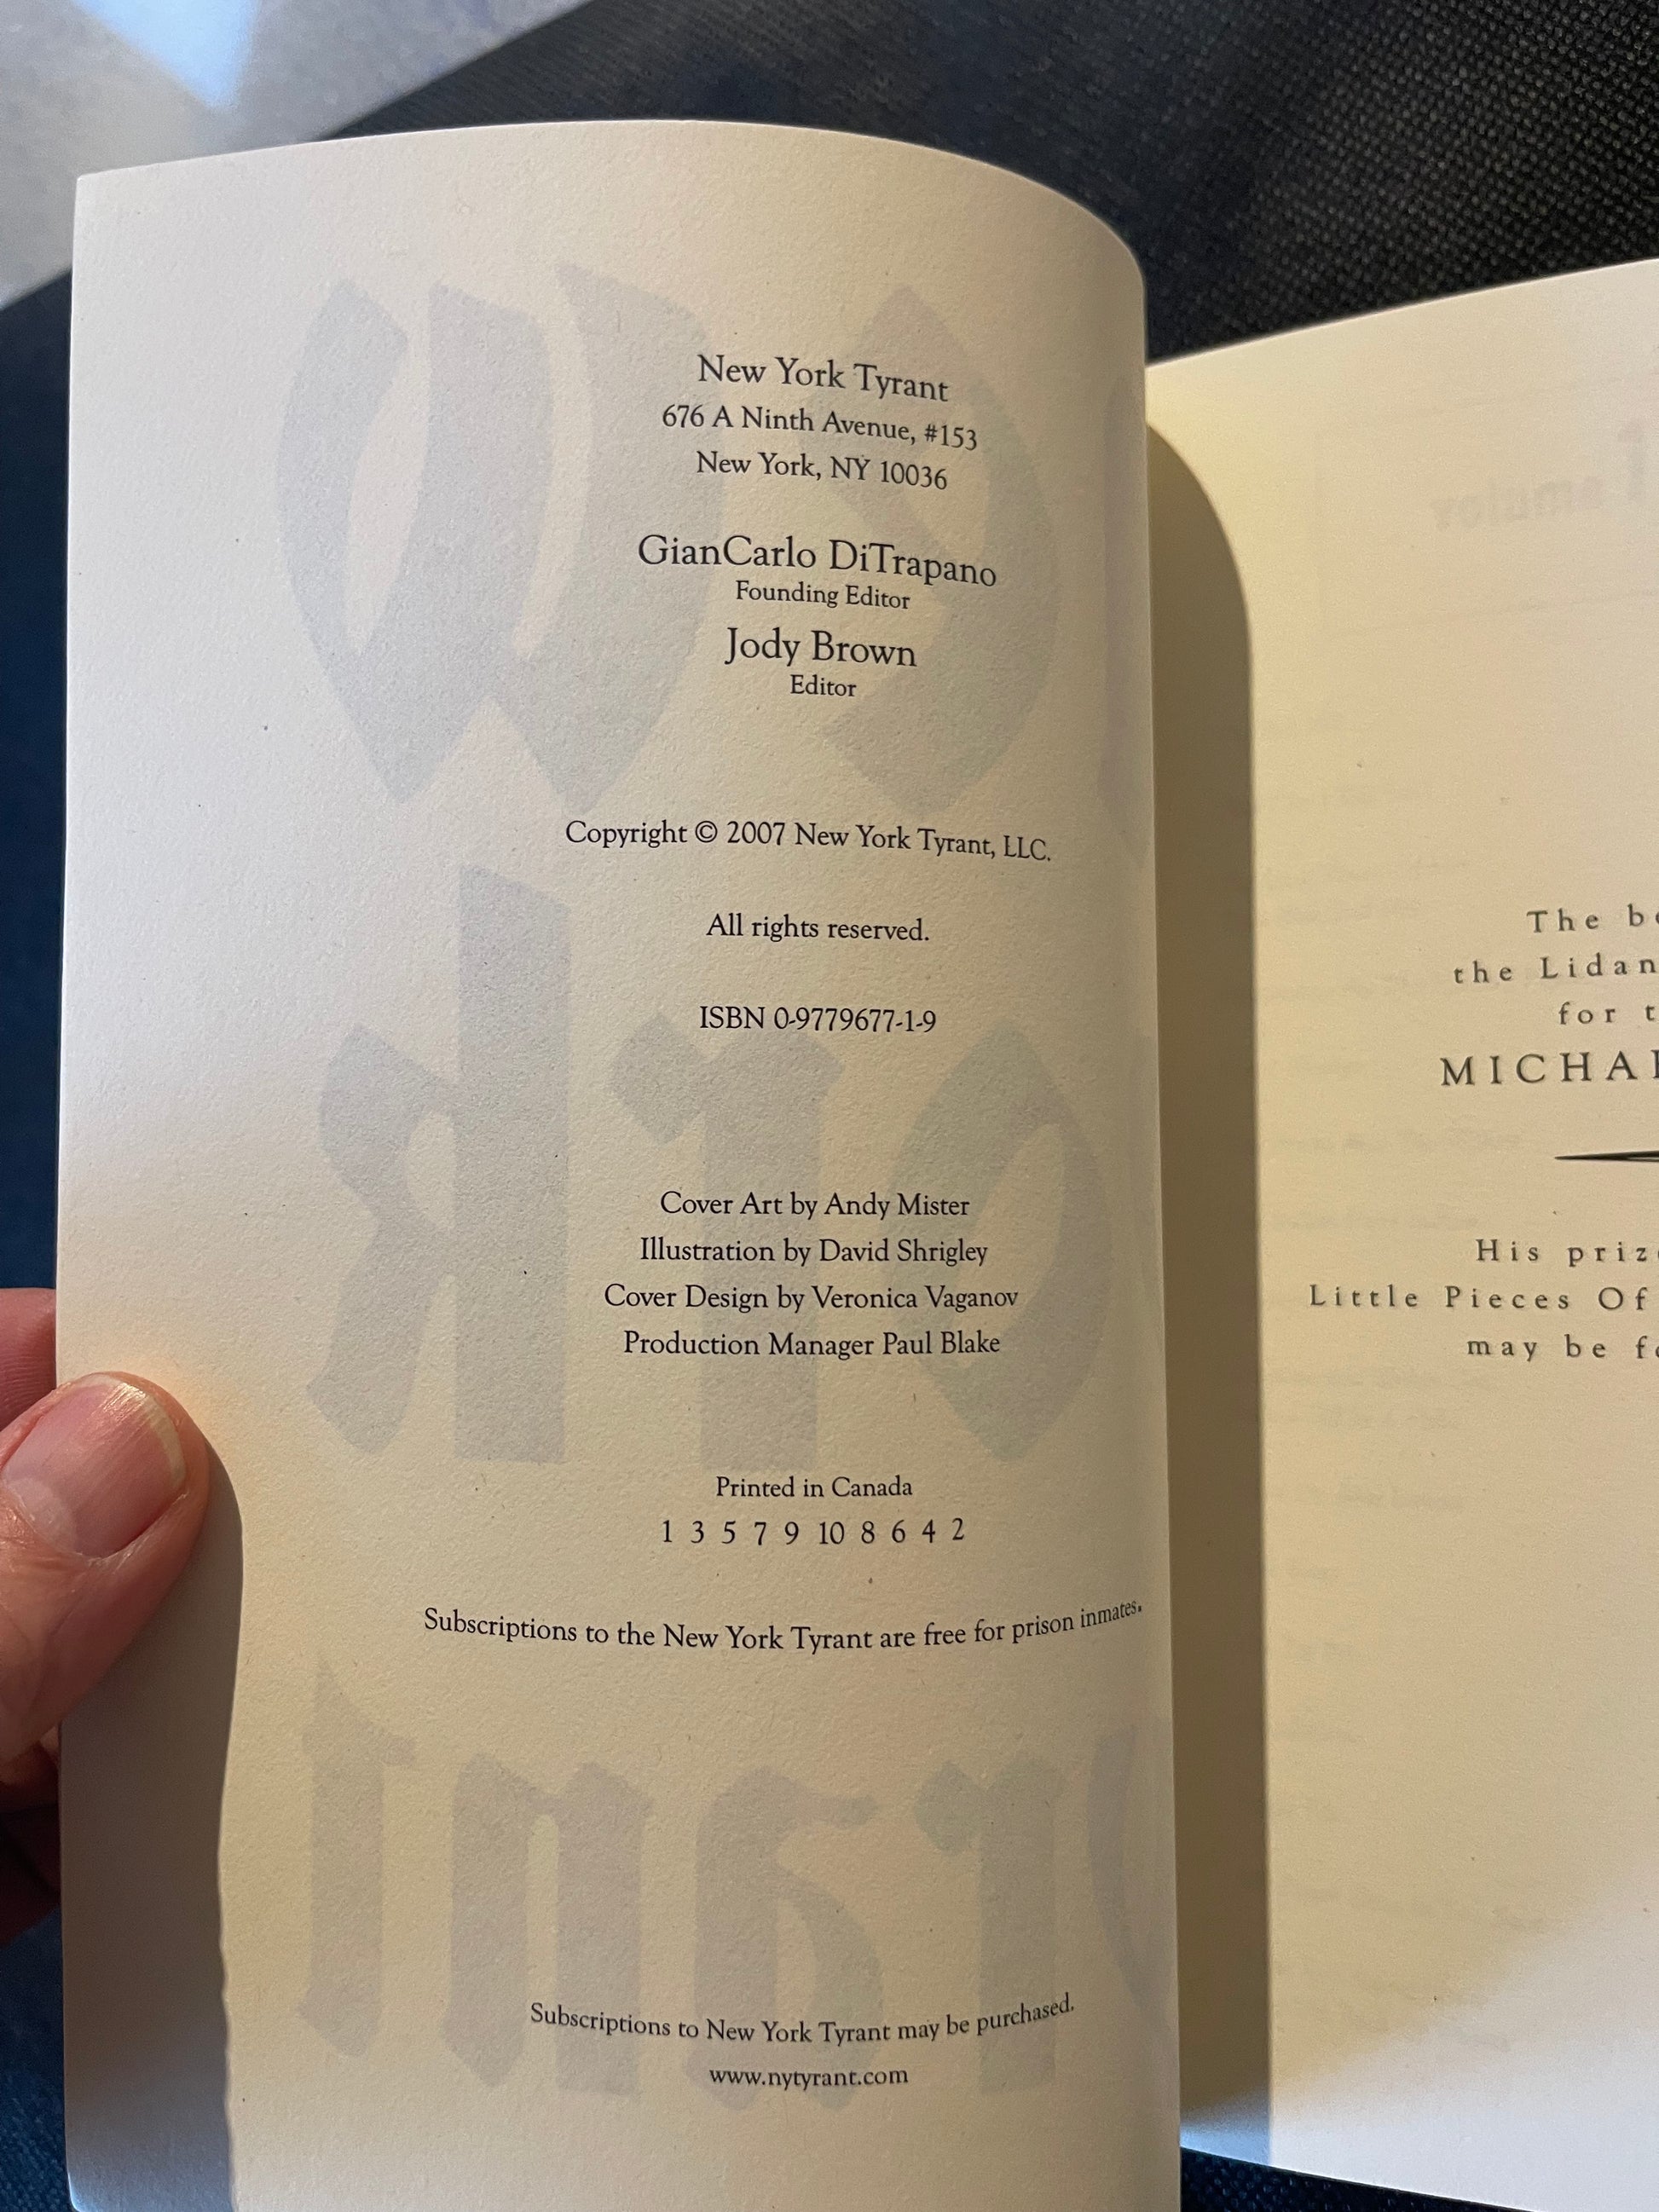 New York Tyrant
676 A Ninth Avenue, #153
New York, NY 10036
GianCarlo DiTrapano
Founding Editor
Jody Brown
Editor
Copyright © 2007 New York Tyrant, LLC.
All rights reserved.
ISBN 0-9779677-1-9
Cover Art by Andy Mister
Illustration by David Shrigley
Cover Design by Veronica Vaganov
Production Manager Paul Blake
Printed in Canada
1 3 5 7 9 10 8 6 4 2
Subscriptions to the New York Tyrant are free for prison inmates.
Subscriptions to New York Tyrant may be purchased.
www.nytyrant.com
The
the
for
His
Little Pieces Of
may be